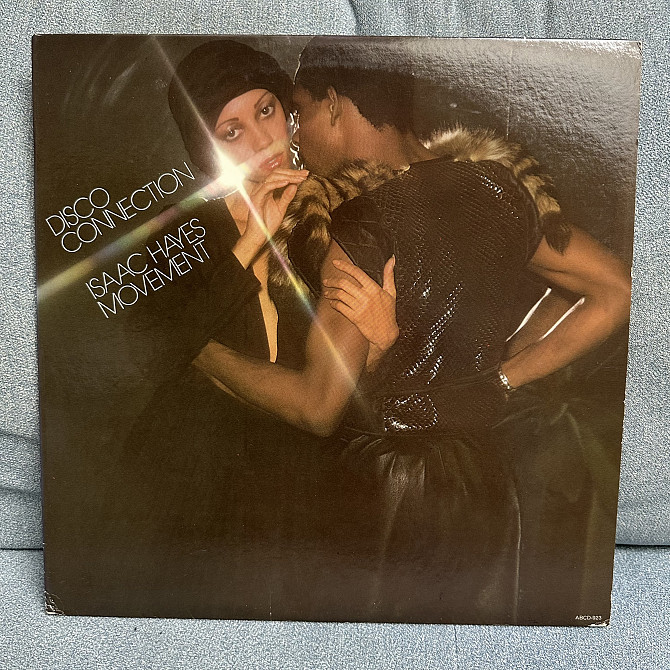 DISCO
CONNECTION
ISAAC HAYES
MOVEMENT
ABCD-923